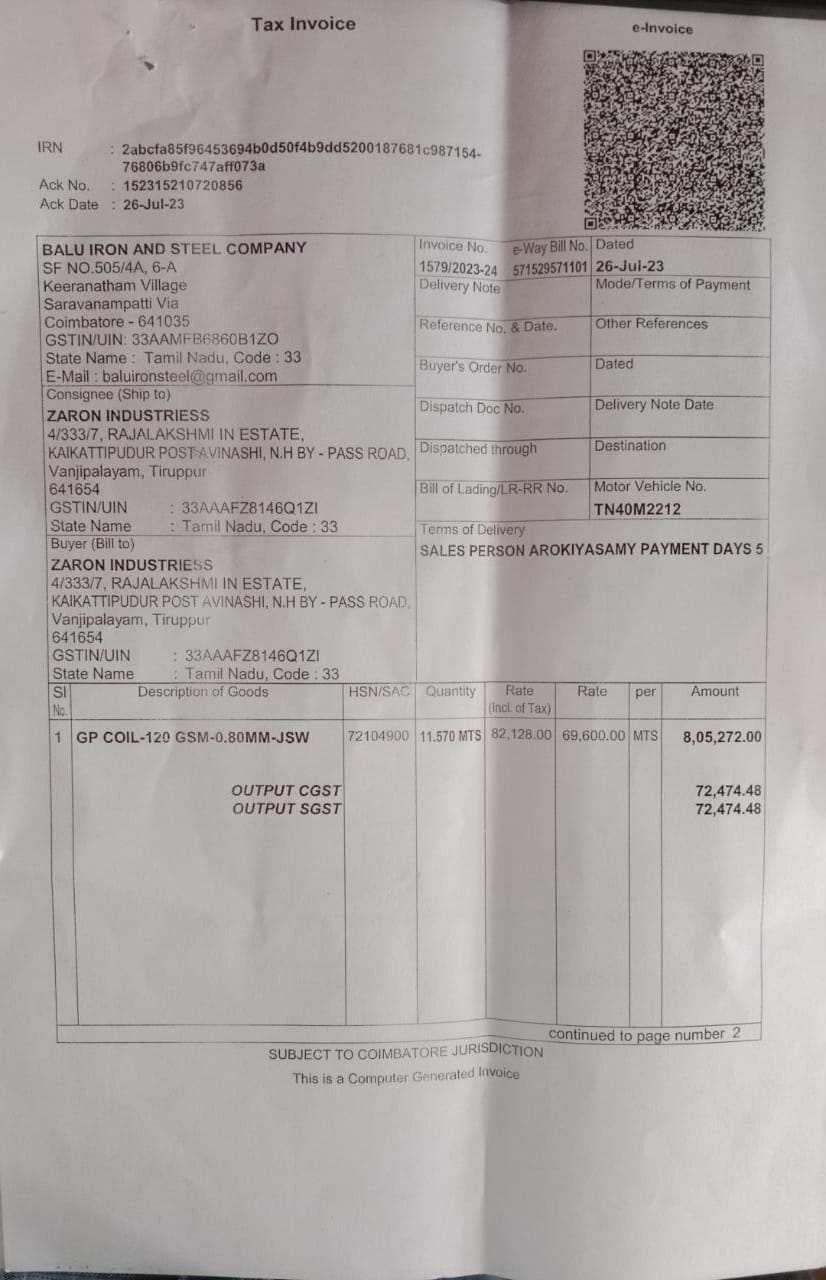 Tax Invoice
e-Invoice
IRN : 2abcfa85f96453694b0d50f4b9dd5200187681c987154-
76806b9fc747aff073a
Ack No. : 152315210720856
Ack Date : 26-Jul-23
BALU IRON AND STEEL COMPANY
SF NO.505/4A, 6-A
Keeranatham Village
Saravanampatti Via
Coimbatore - 641035
GSTIN/UIN: 33AAMFB6860B1ZO
State Name : Tamil Nadu, Code : 33
E-Mail : baluironsteel@gmail.com
Invoice No. e-Way Bill No. Dated
1579/2023-24 571529571101 26-Jul-23
Delivery Note Mode/Terms of Payment
Reference No. & Date. Other References
Buyer's Order No. Dated
Dispatch Doc No. Delivery Note Date
Dispatched through Destination
Bill of Lading/LR-RR No. Motor Vehicle No.
TN40M2212
Terms of Delivery
SALES PERSON AROKIYASAMY PAYMENT DAYS 5
Consignee (Ship to)
ZARON INDUSTRIESS
4/333/7, RAJALAKSHMI IN ESTATE,
KAIKATTIPUDUR POST AVINASHI, N.H BY - PASS ROAD,
Vanjipalayam, Tiruppur
641654
GSTIN/UIN : 33AAAFZ8146Q1ZI
State Name : Tamil Nadu, Code : 33
Buyer (Bill to)
ZARON INDUSTRIESS
4/333/7, RAJALAKSHMI IN ESTATE,
KAIKATTIPUDUR POST AVINASHI, N.H BY - PASS ROAD,
Vanjipalayam, Tiruppur
641654
GSTIN/UIN : 33AAAFZ8146Q1ZI
State Name : Tamil Nadu, Code : 33
Sl Description of Goods HSN/SAC Quantity Rate Rate per Amount
No. (Incl. of Tax)
1 GP COIL-120 GSM-0.80MM-JSW 72104900 11.570 MTS 82,128.00 69,600.00 MTS 8,05,272.00
OUTPUT CGST 72,474.48
OUTPUT SGST 72,474.48
continued to page number 2
SUBJECT TO COIMBATORE JURISDICTION
This is a Computer Generated Invoice